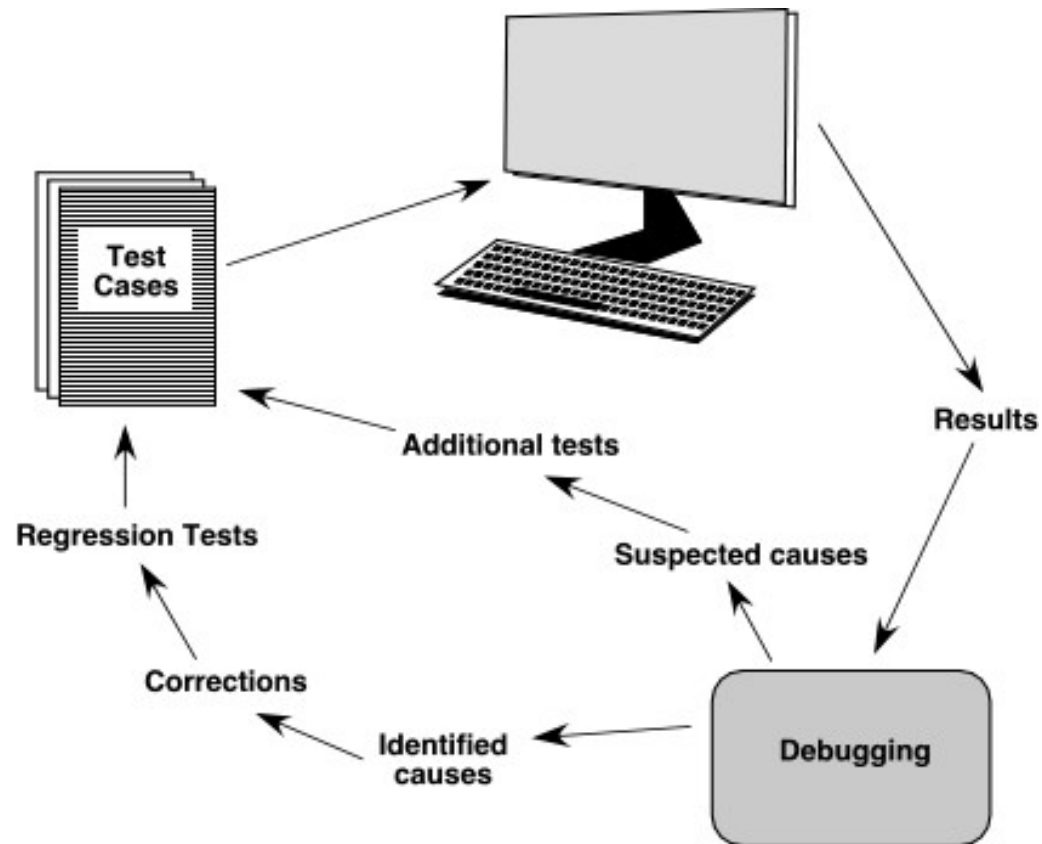 Test
Cases
Results
Additional tests
Regression Tests
Suspected causes
Corrections
Identified
causes
Debugging